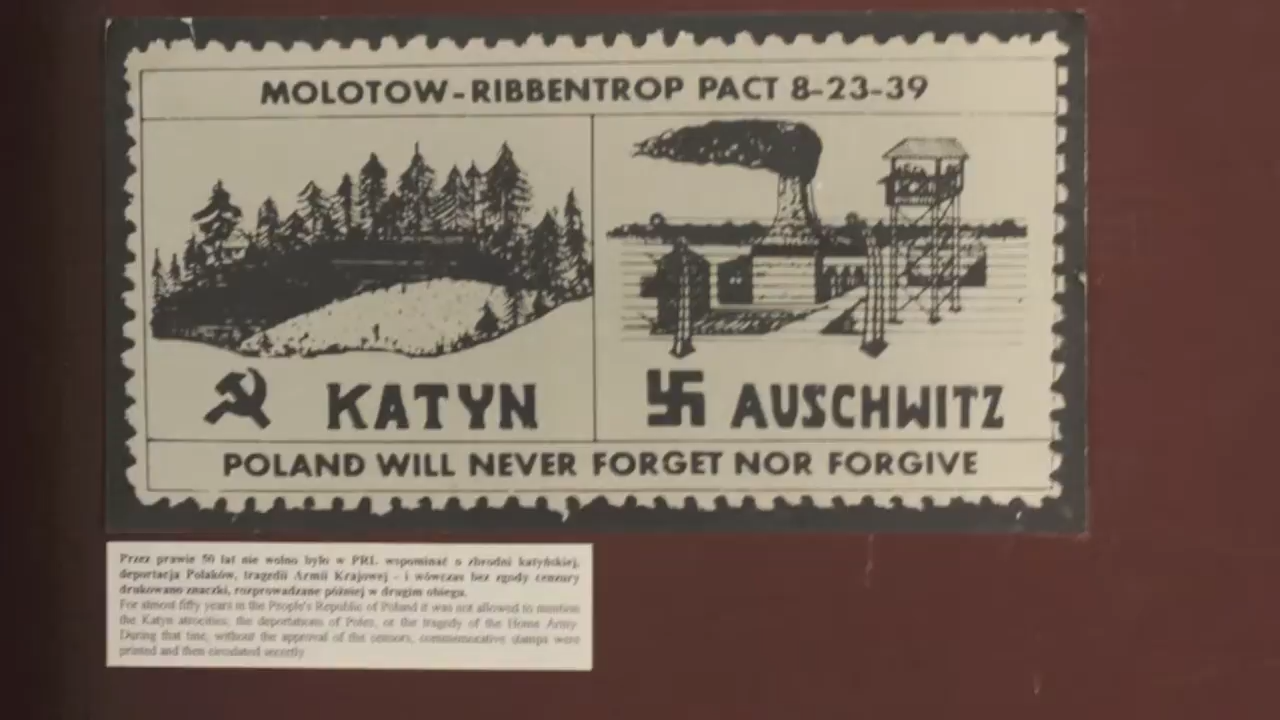 MOLOTOW-RIBBENTROP PACT 8-23-39
KATYN
AUSCHWITZ
POLAND WILL NEVER FORGET NOR FORGIVE
Przez prawie 50 lat nie wolno było w PRL wspominać o zbrodni katyńskiej,
deportacja Polaków, tragedii Armii Krajowej - i wówczas bez zgody cenzury
drukowano znaczki, rozprowadzane później w drugim obiegu.
For almost fifty years in the People's Republic of Poland it was not allowed to mention
the Katyn atrocities, the deportations of Poles, or the tragedy of the Home Army.
During that time, without the approval of the censors, commemorative stamps were
printed and then circulated secretly